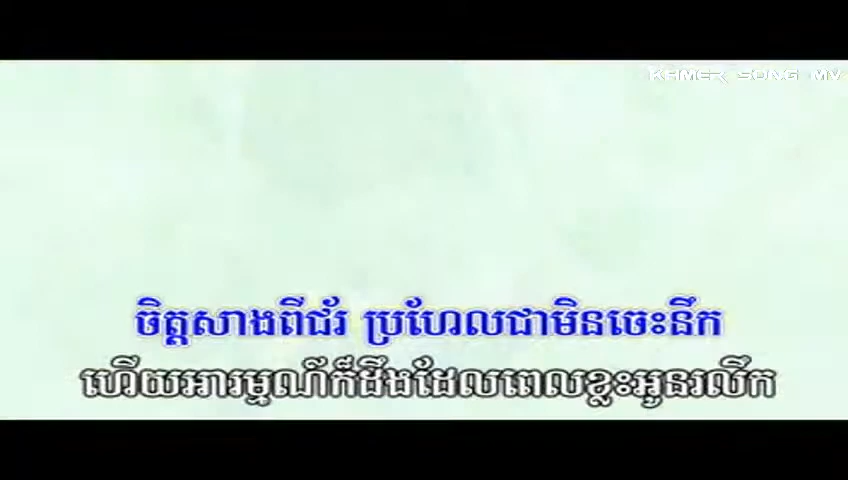 KHMER SONG MV
ចិត្តសាងពីជ័រ ប្រហែលជាមិនចេះនឹក
ហើយអារម្មណ៍ក៏ដឹងដែលពេលខ្លះអូនរលឹក